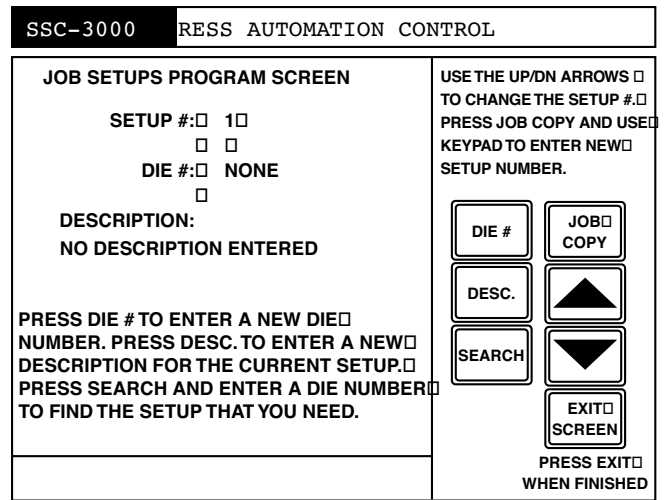 SSC-3000 RESS AUTOMATION CONTROL
JOB SETUPS PROGRAM SCREEN
SETUP #:□ 1□
□ □
DIE #:□ NONE
□
DESCRIPTION:
NO DESCRIPTION ENTERED
PRESS DIE # TO ENTER A NEW DIE□
NUMBER. PRESS DESC. TO ENTER A NEW□
DESCRIPTION FOR THE CURRENT SETUP.□
PRESS SEARCH AND ENTER A DIE NUMBER□
TO FIND THE SETUP THAT YOU NEED.
USE THE UP/DN ARROWS □
TO CHANGE THE SETUP #.□
PRESS JOB COPY AND USE□
KEYPAD TO ENTER NEW□
SETUP NUMBER.
DIE #
JOB□
COPY
DESC.
SEARCH
EXIT□
SCREEN
PRESS EXIT□
WHEN FINISHED